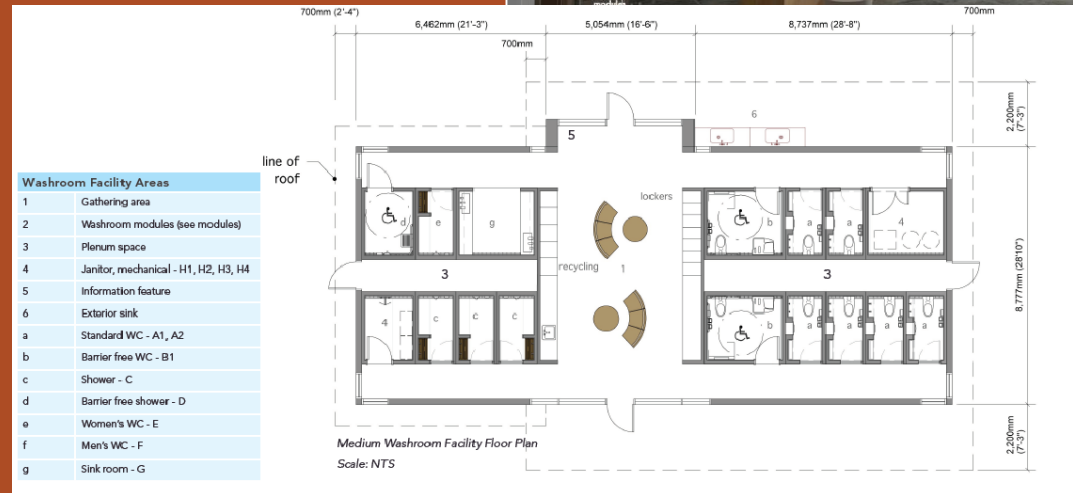 modules
700mm (2'-4")
6,462mm (21'-3")
5,054mm (16'-6")
8,737mm (28'-8")
700mm
700mm
2,200mm
(7'-3")
6
5
line of
roof
lockers
d
e
g
b
a
a
4
recycling
1
3
3
8,777mm (28'10")
4
c
c
c
b
a
a
a
a
2,200mm
(7'-3")
Medium Washroom Facility Floor Plan
Scale: NTS
Washroom Facility Areas
1 Gathering area
2 Washroom modules (see modules)
3 Plenum space
4 Janitor, mechanical - H1, H2, H3, H4
5 Information feature
6 Exterior sink
a Standard WC - A1, A2
b Barrier free WC - B1
c Shower - C
d Barrier free shower - D
e Women's WC - E
f Men's WC - F
g Sink room - G